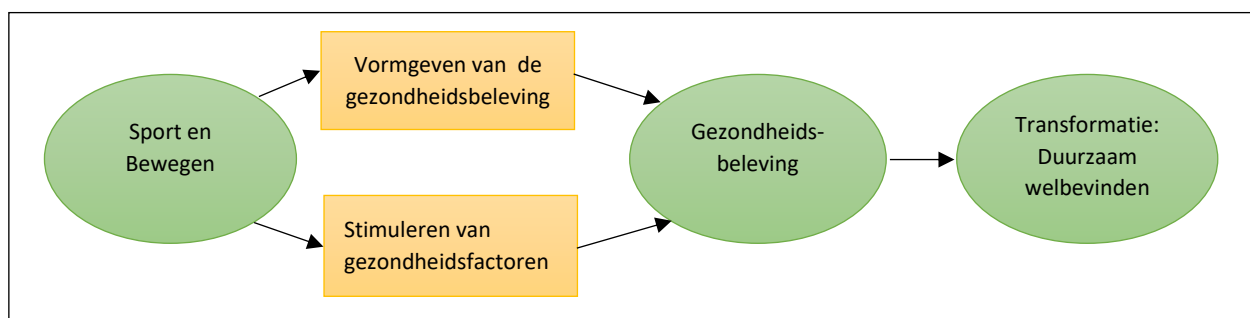 Sport en
Bewegen
Vormgeven van de
gezondheidsbeleving
Stimuleren van
gezondheidsfactoren
Gezondheids-
beleving
Transformatie:
Duurzaam
welbevinden